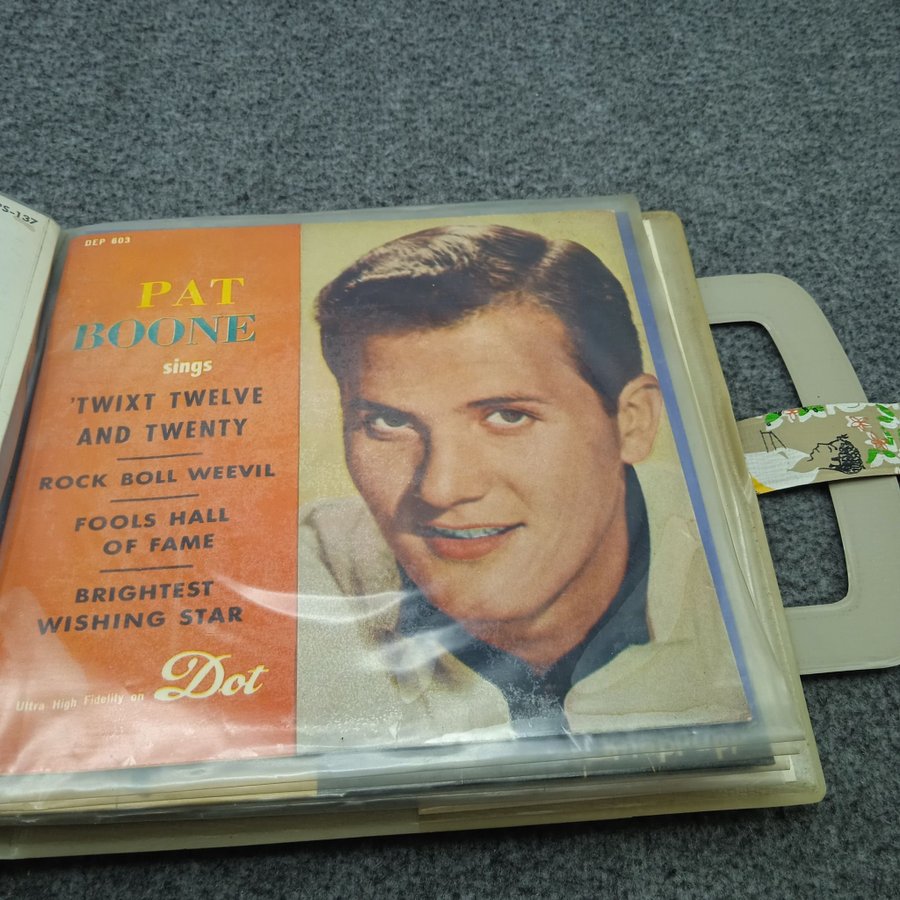 DEP 603
PAT
BOONE
sings
'TWIXT TWELVE
AND TWENTY
ROCK BOLL WEEVIL
FOOLS HALL
OF FAME
BRIGHTEST
WISHING STAR
Ultra High Fidelity on Dot